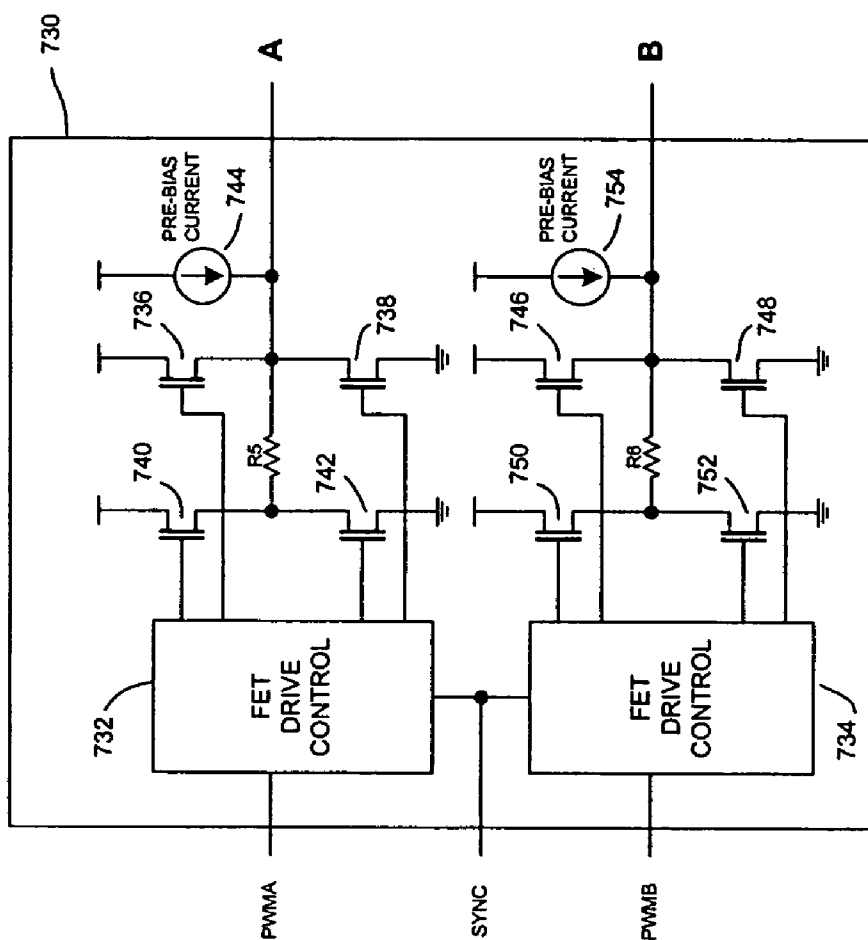 730
A
PRE-BIAS
CURRENT
744
736
738
740
R5
742
732
FET
DRIVE
CONTROL
PWMA
SYNC
B
PRE-BIAS
CURRENT
754
746
748
750
R6
752
FET
DRIVE
CONTROL
734
PWMB